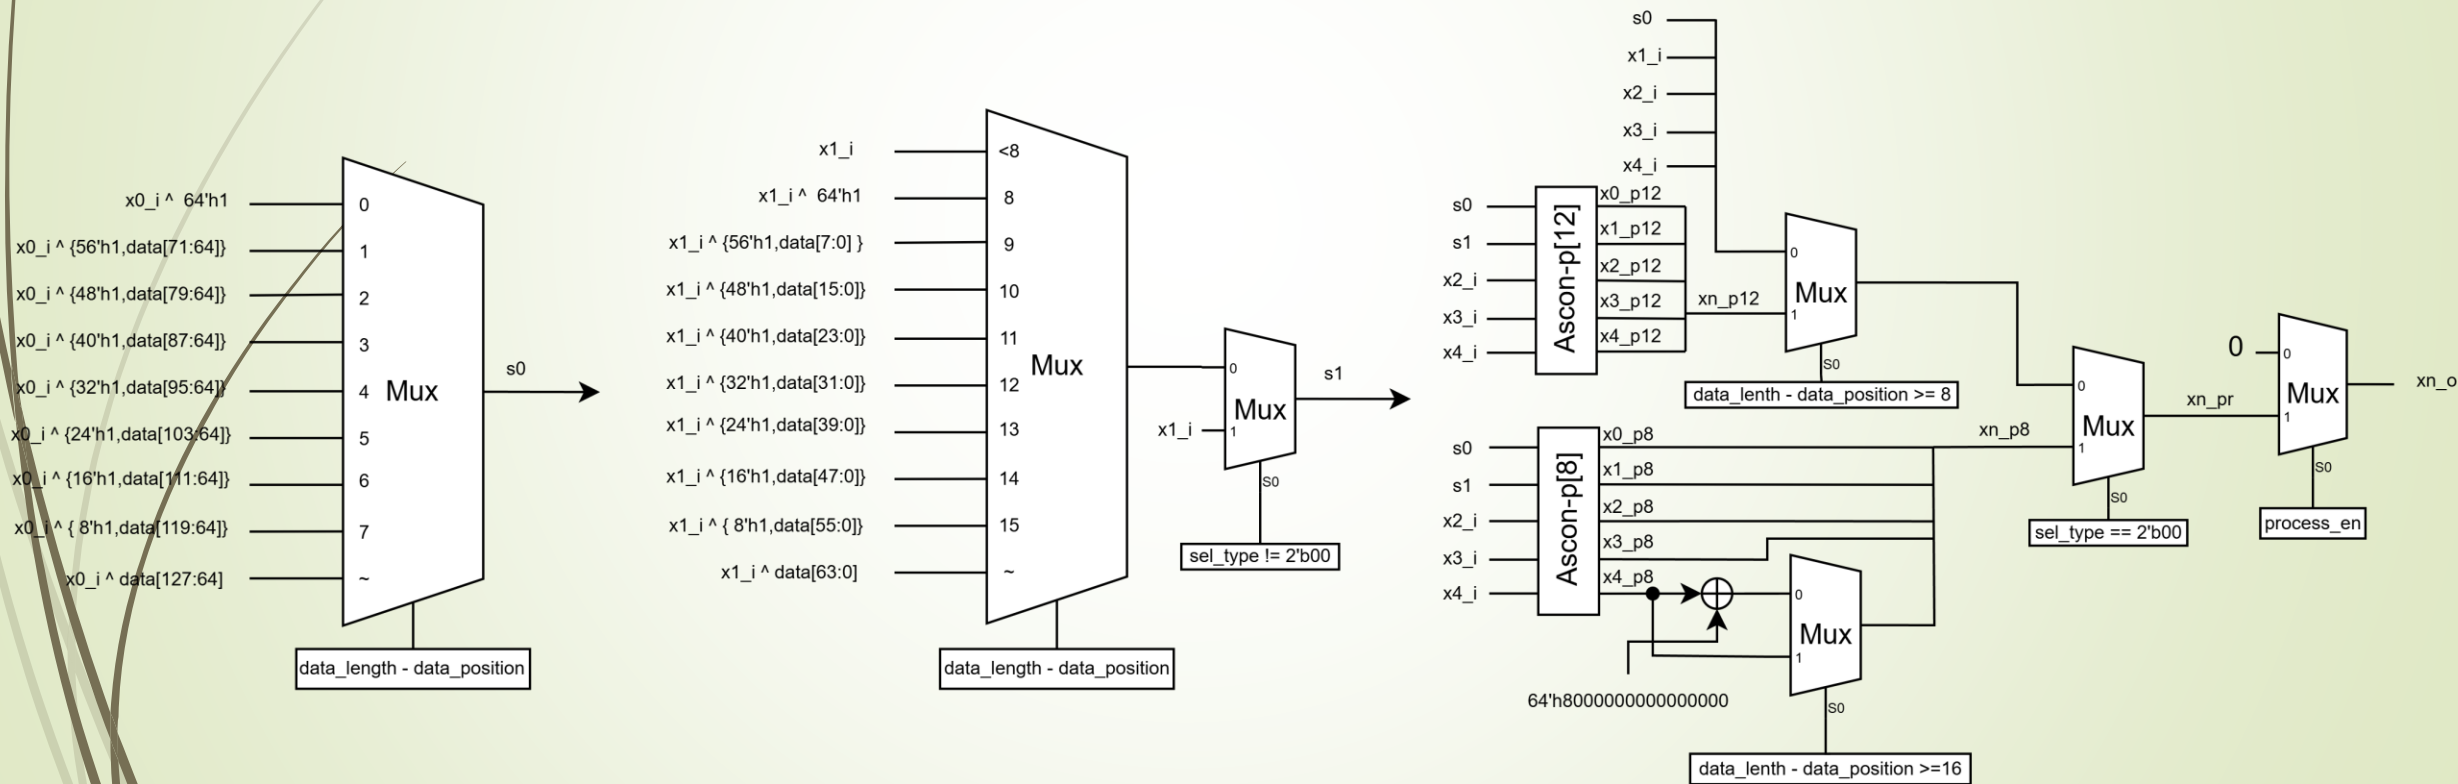 x0_i ^ 64'h1
x0_i ^ {56'h1,data[71:64]}
x0_i ^ {48'h1,data[79:64]}
x0_i ^ {40'h1,data[87:64]}
x0_i ^ {32'h1,data[95:64]}
x0_i ^ {24'h1,data[103:64]}
x0_i ^ {16'h1,data[111:64]}
x0_i ^ { 8'h1,data[119:64]}
x0_i ^ data[127:64]
0
1
2
3
4
5
6
7
~
Mux
s0
data_length - data_position
x1_i
x1_i ^ 64'h1
x1_i ^ {56'h1,data[7:0] }
x1_i ^ {48'h1,data[15:0]}
x1_i ^ {40'h1,data[23:0]}
x1_i ^ {32'h1,data[31:0]}
x1_i ^ {24'h1,data[39:0]}
x1_i ^ {16'h1,data[47:0]}
x1_i ^ { 8'h1,data[55:0]}
x1_i ^ data[63:0]
<8
8
9
10
11
12
13
14
15
~
Mux
data_length - data_position
x1_i
0
1
Mux
S0
sel_type != 2'b00
s1
s0
x1_i
x2_i
x3_i
x4_i
s0
s1
x2_i
x3_i
x4_i
Ascon-p[12]
x0_p12
x1_p12
x2_p12
x3_p12
x4_p12
xn_p12
0
1
Mux
S0
data_lenth - data_position >= 8
s0
s1
x2_i
x3_i
x4_i
Ascon-p[8]
x0_p8
x1_p8
x2_p8
x3_p8
x4_p8
64'h8000000000000000
0
1
Mux
S0
data_lenth - data_position >=16
xn_p8
0
1
Mux
S0
sel_type == 2'b00
xn_pr
0
0
1
Mux
S0
process_en
xn_o